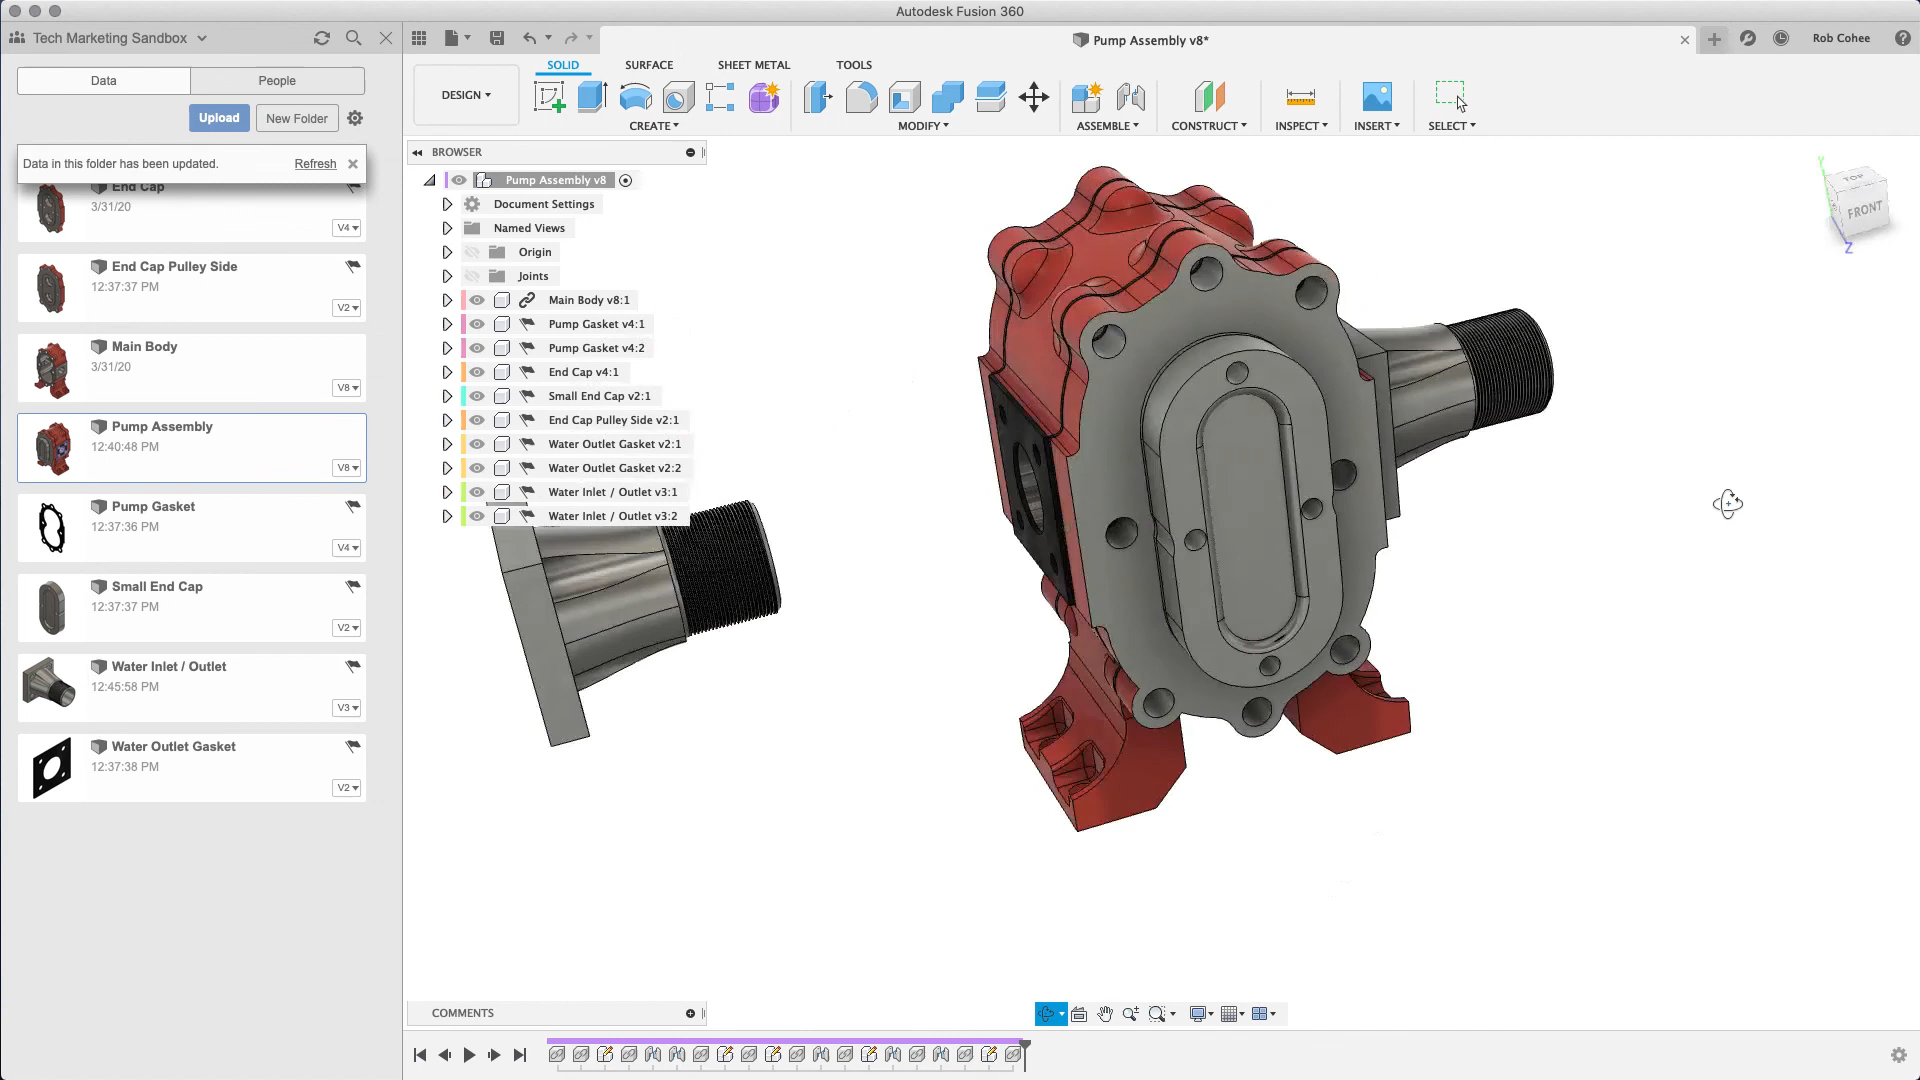 Autodesk Fusion 360
Tech Marketing Sandbox
Pump Assembly v8*
Rob Cohee
Data
People
Upload
New Folder
Data in this folder has been updated.
Refresh
End Cap
3/31/20
V4
End Cap Pulley Side
12:37:37 PM
V2
Main Body
3/31/20
V8
Pump Assembly
12:40:48 PM
V8
Pump Gasket
12:37:36 PM
V4
Small End Cap
12:37:37 PM
V2
Water Inlet / Outlet
12:45:58 PM
V3
Water Outlet Gasket
12:37:38 PM
V2
SOLID
SURFACE
SHEET METAL
TOOLS
DESIGN
CREATE
MODIFY
ASSEMBLE
CONSTRUCT
INSPECT
INSERT
SELECT
BROWSER
Pump Assembly v8
Document Settings
Named Views
Origin
Joints
Main Body v8:1
Pump Gasket v4:1
Pump Gasket v4:2
End Cap v4:1
Small End Cap v2:1
End Cap Pulley Side v2:1
Water Outlet Gasket v2:1
Water Outlet Gasket v2:2
Water Inlet / Outlet v3:1
Water Inlet / Outlet v3:2
Y
TOP
FRONT
Z
COMMENTS